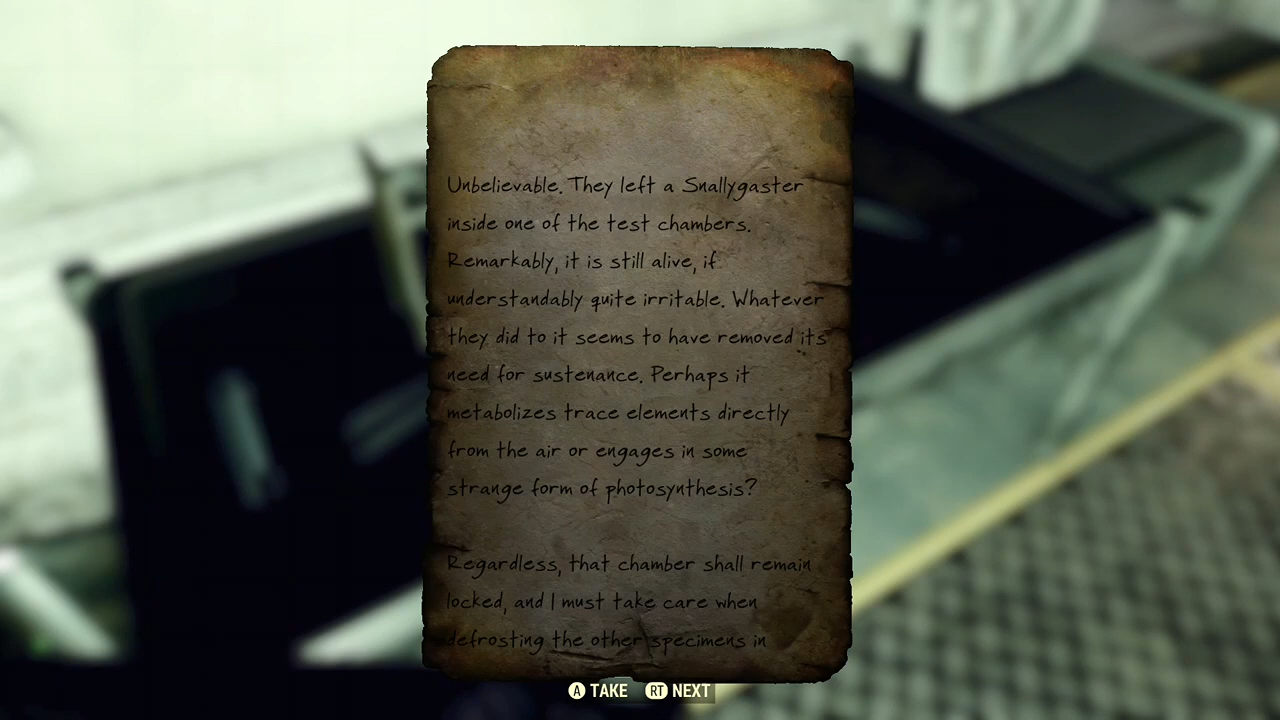 Unbelievable. They left a Snallygaster
inside one of the test chambers.
Remarkably, it is still alive, if
understandably quite irritable. Whatever
they did to it seems to have removed its
need for sustenance. Perhaps it
metabolizes trace elements directly
from the air or engages in some
strange form of photosynthesis?

Regardless, that chamber shall remain
locked, and I must take care when
defrosting the other specimens in
A TAKE RT NEXT